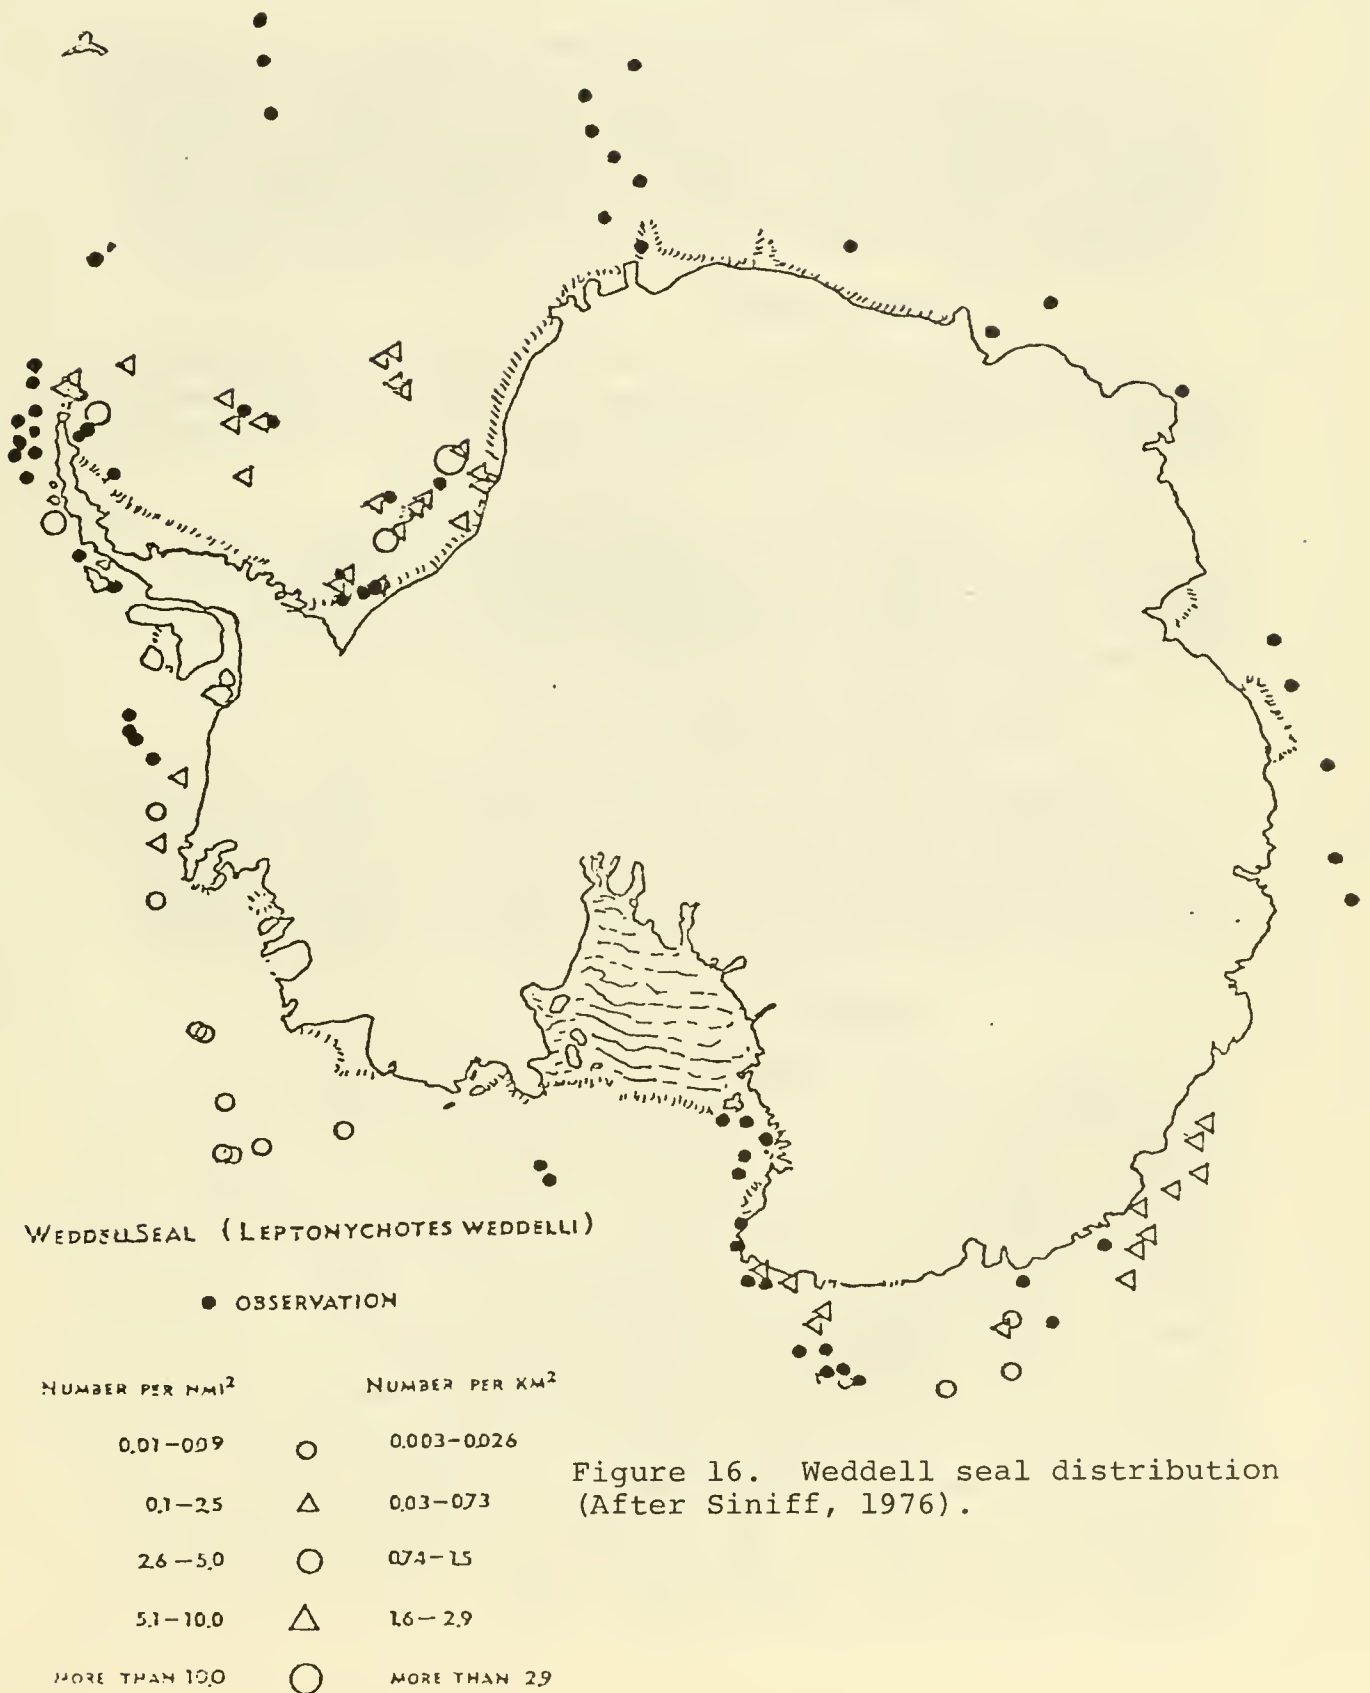 WEDDELL SEAL (LEPTONYCHOTES WEDDELLI)
● OBSERVATION
NUMBER PER NMI² NUMBER PER KM²
0.01–0.09 ○ 0.003–0.026
0.1–2.5 △ 0.03–0.73
2.6–5.0 ○ 0.74–1.5
5.1–10.0 △ 1.6–2.9
MORE THAN 10.0 ○ MORE THAN 2.9
Figure 16. Weddell seal distribution
(After Siniff, 1976).